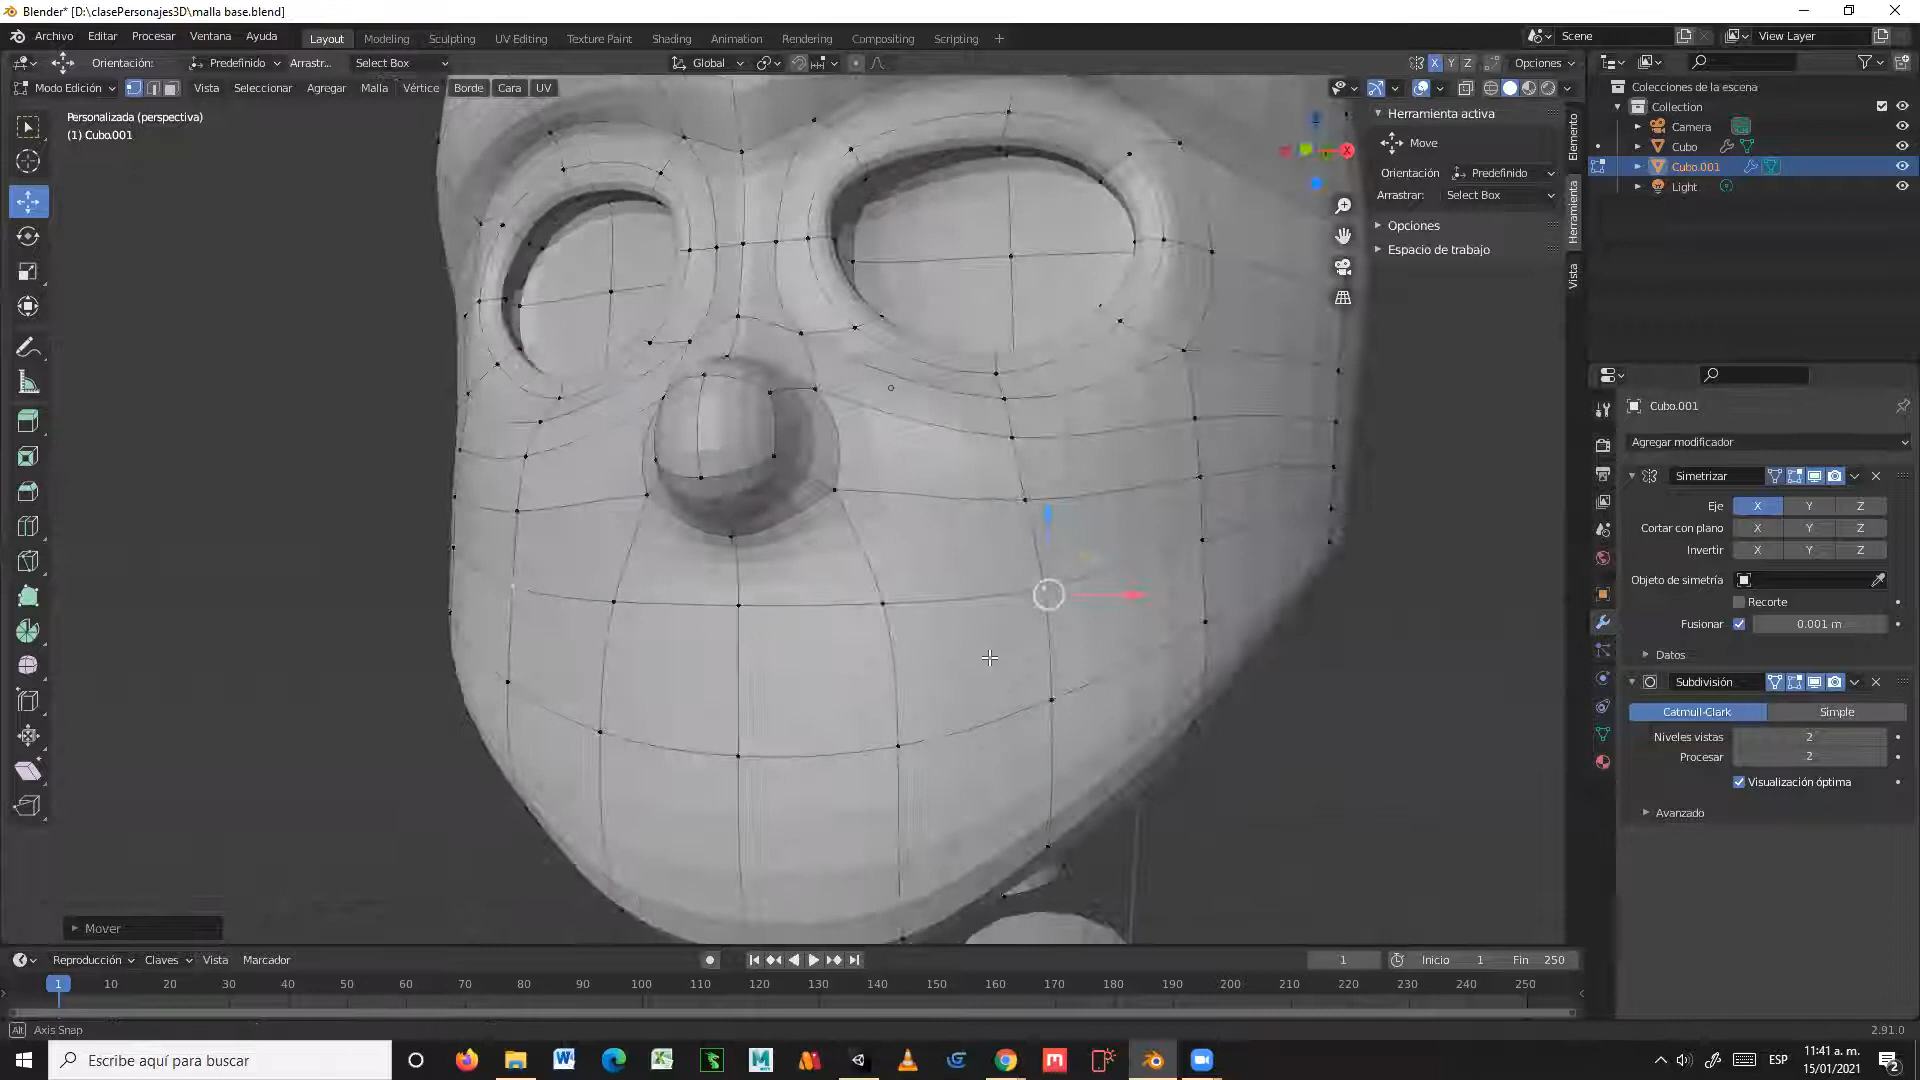 Blender* [D:\clasePersonajes3D\malla base.blend]
Archivo Editar Procesar Ventana Ayuda Layout Modeling Sculpting UV Editing Texture Paint Shading Animation Rendering Compositing Scripting + Scene View Layer
Orientación: Predefinido Arrastr... Select Box Global X Y Z Opciones
Modo Edición Vista Seleccionar Agregar Malla Vértice Borde Cara UV
Personalizada (perspectiva)
(1) Cubo.001
Herramienta activa
Move
Orientación Predefinido
Arrastrar: Select Box
Opciones
Espacio de trabajo
Elemento
Herramienta
Vista
X
Colecciones de la escena
Collection
Camera
Cubo
Cubo.001
Light
Cubo.001
Agregar modificador
Simetrizar
Eje X Y Z
Cortar con plano X Y Z
Invertir X Y Z
Objeto de simetría
Recorte
Fusionar 0.001 m
Datos
Subdivisión
Catmull-Clark Simple
Niveles vistas 2
Procesar 2
Visualización óptima
Avanzado
Mover
Reproducción Claves Vista Marcador 1 Inicio 1 Fin 250
1 10 20 30 40 50 60 70 80 90 100 110 120 130 140 150 160 170 180 190 200 210 220 230 240 250
Alt Axis Snap 2.91.0
Escribe aquí para buscar
ESP
11:41 a. m.
15/01/2021
2